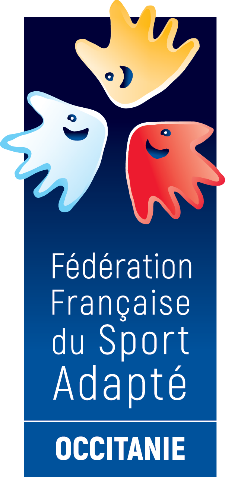 Fédération
Française
du Sport
Adapté
OCCITANIE